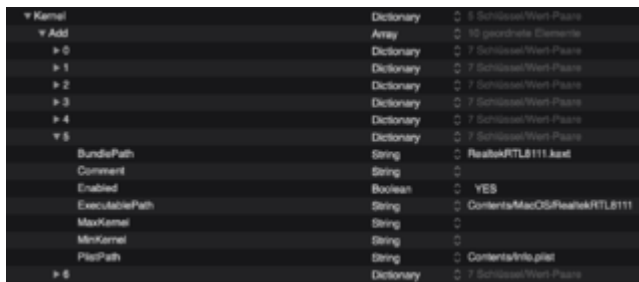 Kernel Dictionary 5 Schlüssel/Wert-Paare
Add Array 10 geordnete Elemente
0 Dictionary 7 Schlüssel/Wert-Paare
1 Dictionary 7 Schlüssel/Wert-Paare
2 Dictionary 7 Schlüssel/Wert-Paare
3 Dictionary 7 Schlüssel/Wert-Paare
4 Dictionary 7 Schlüssel/Wert-Paare
5 Dictionary 7 Schlüssel/Wert-Paare
BundlePath String RealtekRTL8111.kext
Comment String
Enabled Boolean YES
ExecutablePath String Contents/MacOS/RealtekRTL8111
MaxKernel String
MinKernel String
PlistPath String Contents/Info.plist
6 Dictionary 7 Schlüssel/Wert-Paare